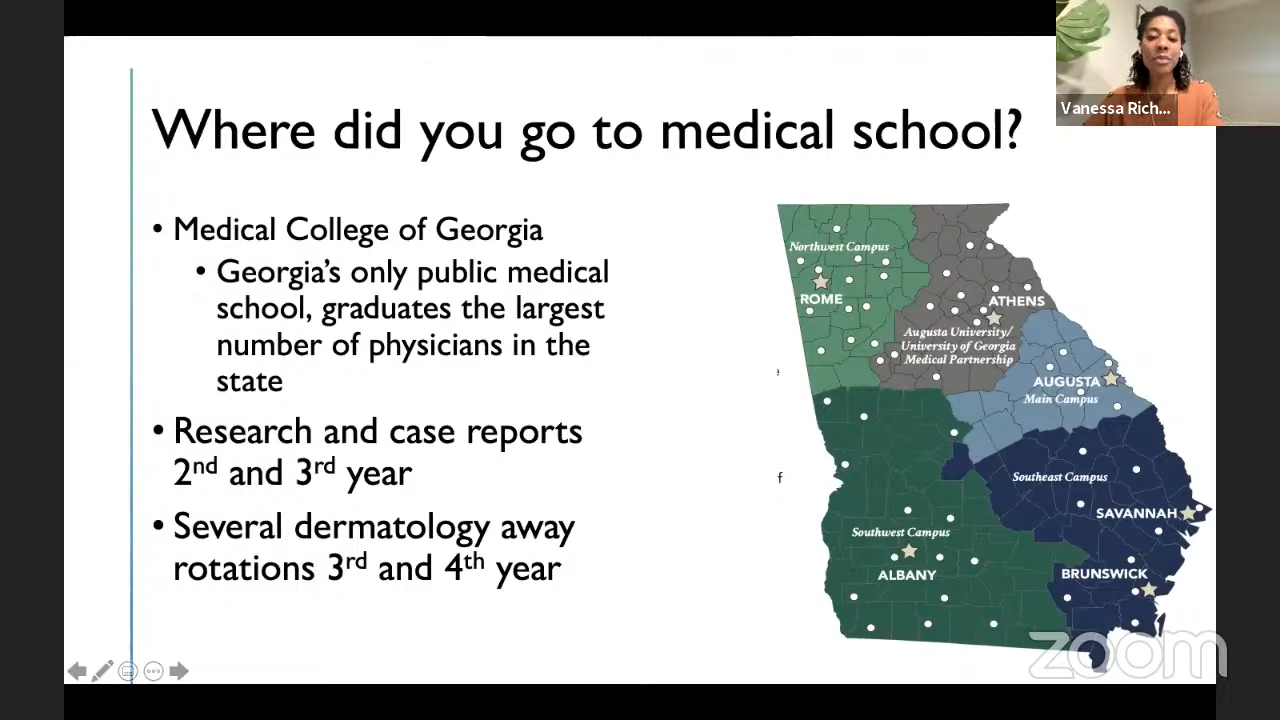 Vanessa Rich...
Where did you go to medical school?
• Medical College of Georgia
• Georgia’s only public medical
school, graduates the largest
number of physicians in the
state
• Research and case reports
2nd and 3rd year
• Several dermatology away
rotations 3rd and 4th year
Northwest Campus
ROME
ATHENS
Augusta University/
University of Georgia
Medical Partnership
AUGUSTA
Main Campus
Southeast Campus
SAVANNAH
Southwest Campus
ALBANY
BRUNSWICK
e
f
zoom